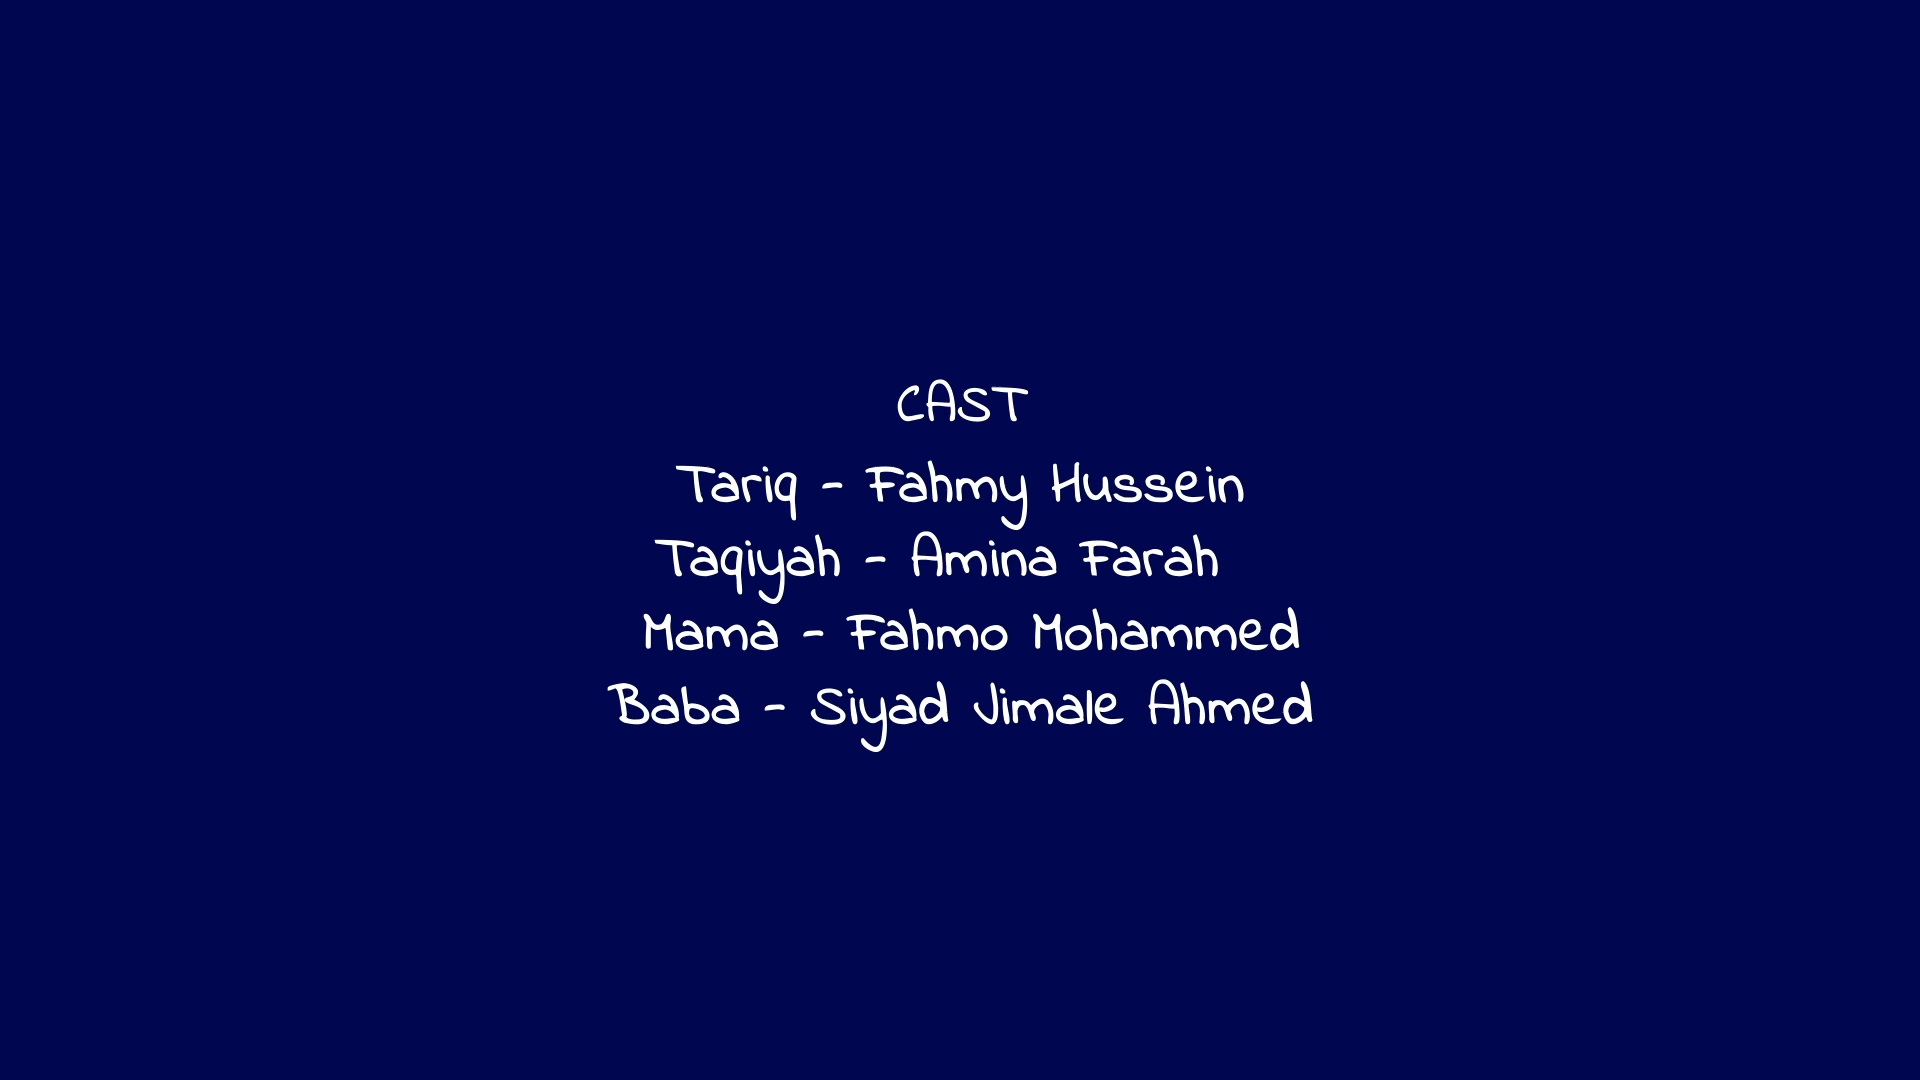 CAST
Tariq - Fahmy Hussein
Taqiyah - Amina Farah
Mama - Fahmo Mohammed
Baba - Siyad Jimale Ahmed